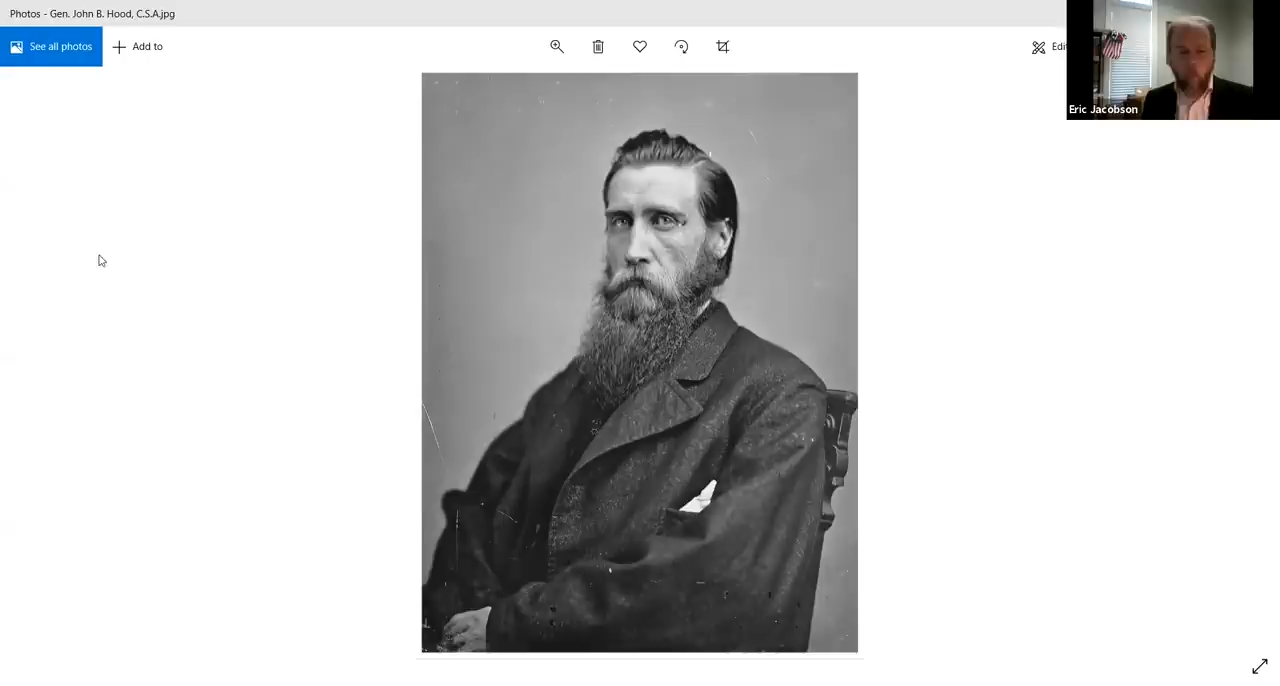 Photos - Gen. John B. Hood, C.S.A.jpg
See all photos
Add to
Edi
Eric Jacobson